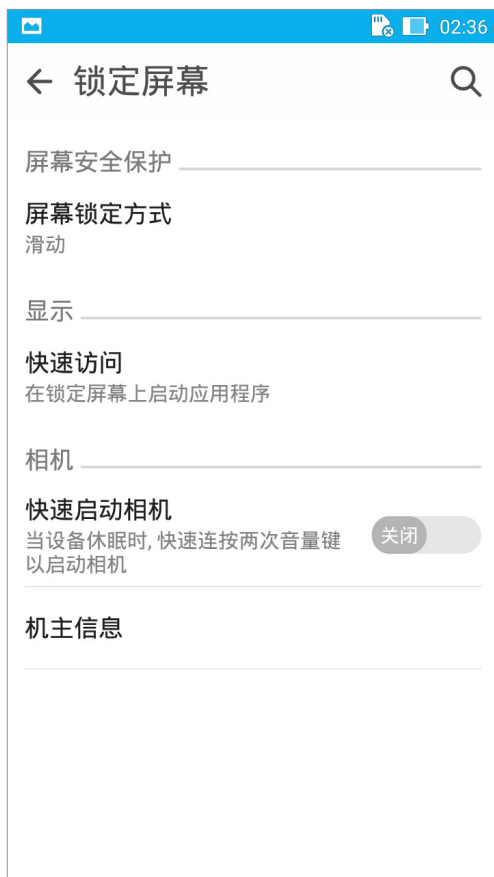 02:36
锁定屏幕
屏幕安全保护
屏幕锁定方式
滑动
显示
快速访问
在锁定屏幕上启动应用程序
相机
快速启动相机
当设备休眠时, 快速连按两次音量键
以启动相机
关闭
机主信息